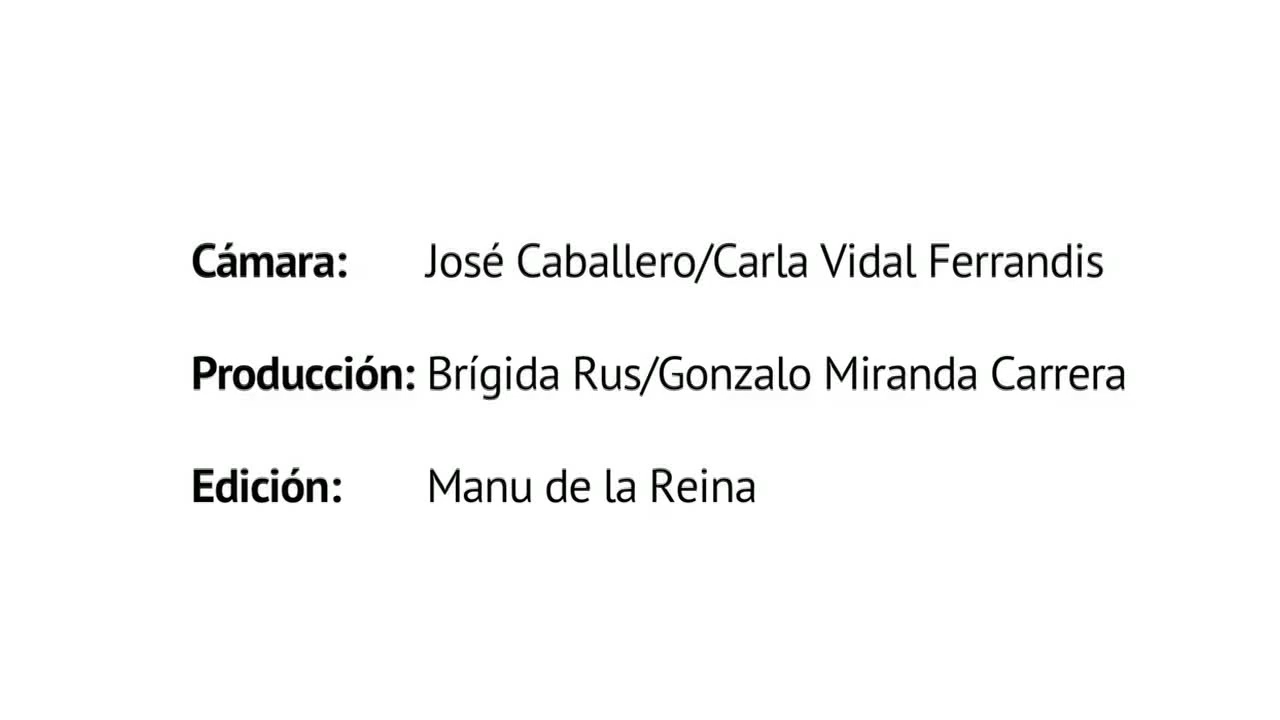 Cámara: José Caballero/Carla Vidal Ferrandis
Producción: Brígida Rus/Gonzalo Miranda Carrera
Edición: Manu de la Reina